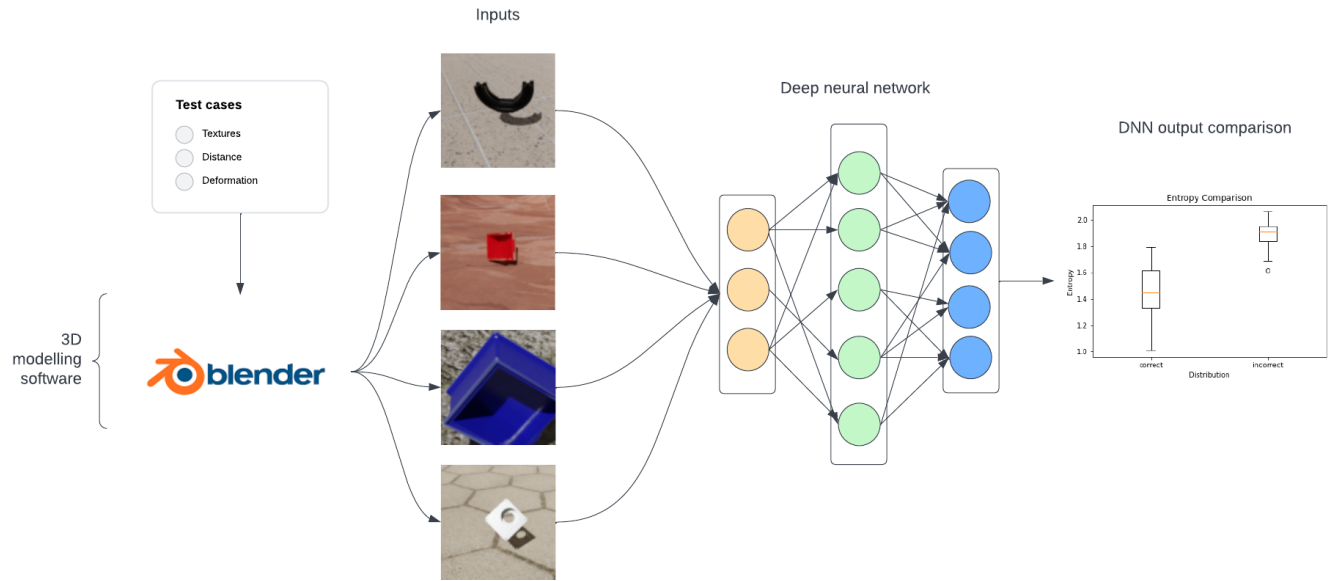 Inputs
Test cases
Textures
Distance
Deformation
3D
modelling
software
blender
Deep neural network
DNN output comparison
Entropy Comparison
Entropy
2.0
1.8
1.6
1.4
1.2
1.0
correct
incorrect
Distribution